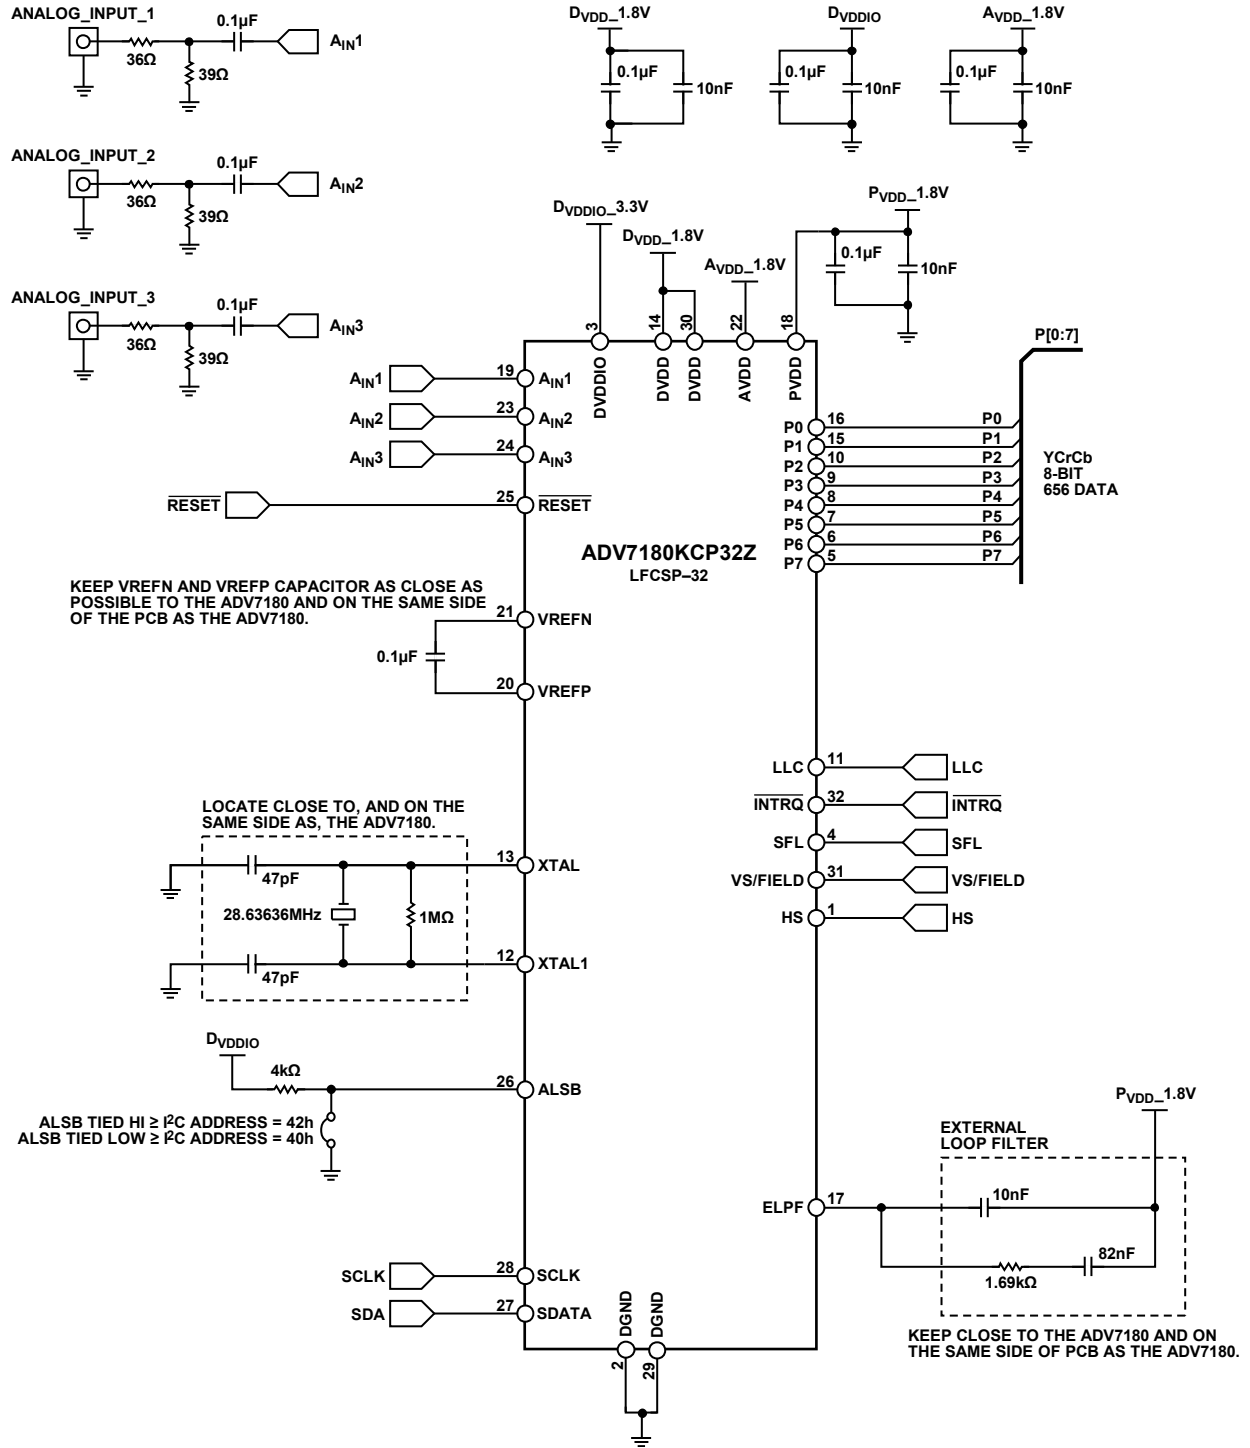 ANALOG_INPUT_1
0.1µF
AIN1
36Ω
39Ω
ANALOG_INPUT_2
0.1µF
AIN2
36Ω
39Ω
ANALOG_INPUT_3
0.1µF
AIN3
36Ω
39Ω
DVDD_1.8V
0.1µF
10nF
DVDDIO
0.1µF
10nF
AVDD_1.8V
0.1µF
10nF
DVDDIO_3.3V
DVDD_1.8V
AVDD_1.8V
PVDD_1.8V
0.1µF
10nF
3
14
30
22
18
DVDDIO
DVDD
DVDD
AVDD
PVDD
AIN1
19
AIN1
AIN2
23
AIN2
AIN3
24
AIN3
RESET
25
RESET
P[0:7]
P0
16
P0
P1
15
P1
P2
10
P2
P3
9
P3
P4
8
P4
P5
7
P5
P6
6
P6
P7
5
P7
YCrCb
8-BIT
656 DATA
ADV7180KCP32Z
LFCSP–32
KEEP VREFN AND VREFP CAPACITOR AS CLOSE AS
POSSIBLE TO THE ADV7180 AND ON THE SAME SIDE
OF THE PCB AS THE ADV7180.
21
VREFN
0.1µF
20
VREFP
LLC
11
LLC
INTRQ
32
INTRQ
SFL
4
SFL
VS/FIELD
31
VS/FIELD
HS
1
HS
LOCATE CLOSE TO, AND ON THE
SAME SIDE AS, THE ADV7180.
47pF
13
XTAL
28.63636MHz
1MΩ
47pF
12
XTAL1
DVDDIO
4kΩ
26
ALSB
ALSB TIED HI ≥ I2C ADDRESS = 42h
ALSB TIED LOW ≥ I2C ADDRESS = 40h
PVDD_1.8V
EXTERNAL
LOOP FILTER
ELPF
17
10nF
82nF
1.69kΩ
KEEP CLOSE TO THE ADV7180 AND ON
THE SAME SIDE OF PCB AS THE ADV7180.
SCLK
28
SCLK
SDA
27
SDATA
DGND
DGND
2
29